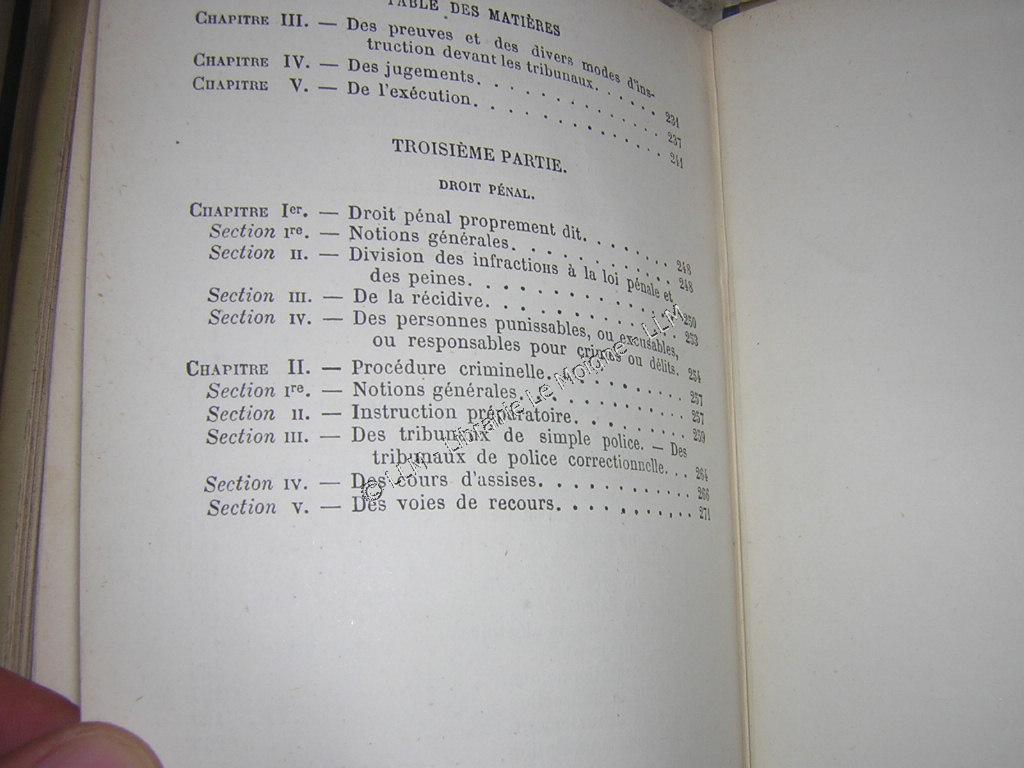 TABLE DES MATIÈRES
CHAPITRE III. — Des preuves et des divers modes d'ins-
truction devant les tribunaux. . . . . . 231
CHAPITRE IV. — Des jugements. . . . . . . . . . . . 237
CHAPITRE V. — De l'exécution. . . . . . . . . . . . 241
TROISIÈME PARTIE.
DROIT PÉNAL.
CHAPITRE Ier. — Droit pénal proprement dit. . . . . . . 248
Section Ire. — Notions générales. . . . . . . . . . . 248
Section II. — Division des infractions à la loi pénale et
des peines. . . . . . . . . . . . . 250
Section III. — De la récidive. . . . . . . . . . . . . 253
Section IV. — Des personnes punissables, ou excusables,
ou responsables pour crimes ou délits. 254
CHAPITRE II. — Procédure criminelle. . . . . . . . . . 257
Section Ire. — Notions générales. . . . . . . . . . . 257
Section II. — Instruction préparatoire. . . . . . . . . 259
Section III. — Des tribunaux de simple police. — Des
tribunaux de police correctionnelle. . . 264
Section IV. — Des cours d'assises. . . . . . . . . . . 266
Section V. — Des voies de recours. . . . . . . . . . 271
© LLM Librairie Le Moigne LLM